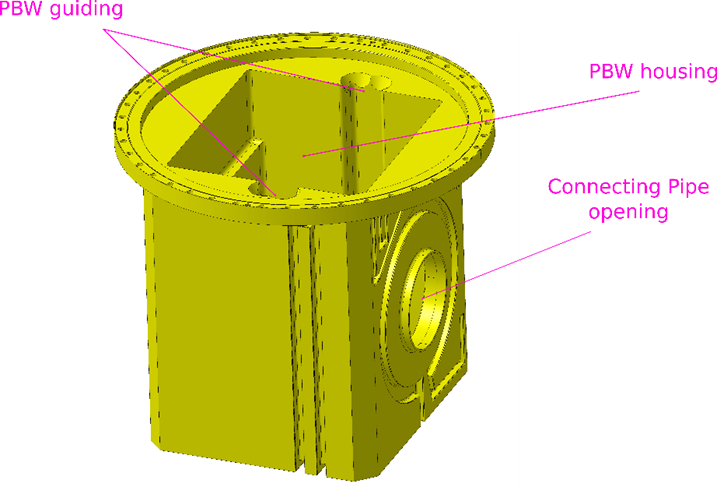 PBW guiding
PBW housing
Connecting Pipe
opening